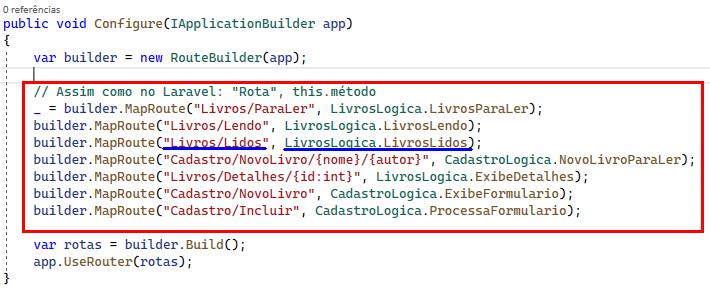 0 referências
public void Configure(IApplicationBuilder app)
{
var builder = new RouteBuilder(app);
// Assim como no Laravel: "Rota", this.método
_ = builder.MapRoute("Livros/ParaLer", LivrosLogica.LivrosParaLer);
builder.MapRoute("Livros/Lendo", LivrosLogica.LivrosLendo);
builder.MapRoute("Livros/Lidos", LivrosLogica.LivrosLidos);
builder.MapRoute("Cadastro/NovoLivro/{nome}/{autor}", CadastroLogica.NovoLivroParaLer);
builder.MapRoute("Livros/Detalhes/{id:int}", LivrosLogica.ExibeDetalhes);
builder.MapRoute("Cadastro/NovoLivro", CadastroLogica.ExibeFormulario);
builder.MapRoute("Cadastro/Incluir", CadastroLogica.ProcessaFormulario);
var rotas = builder.Build();
app.UseRouter(rotas);
}